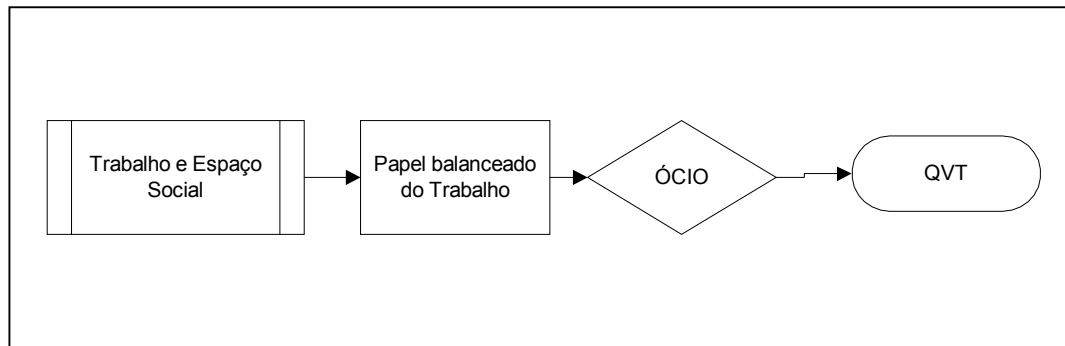 Trabalho e Espaço
Social
Papel balanceado
do Trabalho
ÓCIO
QVT